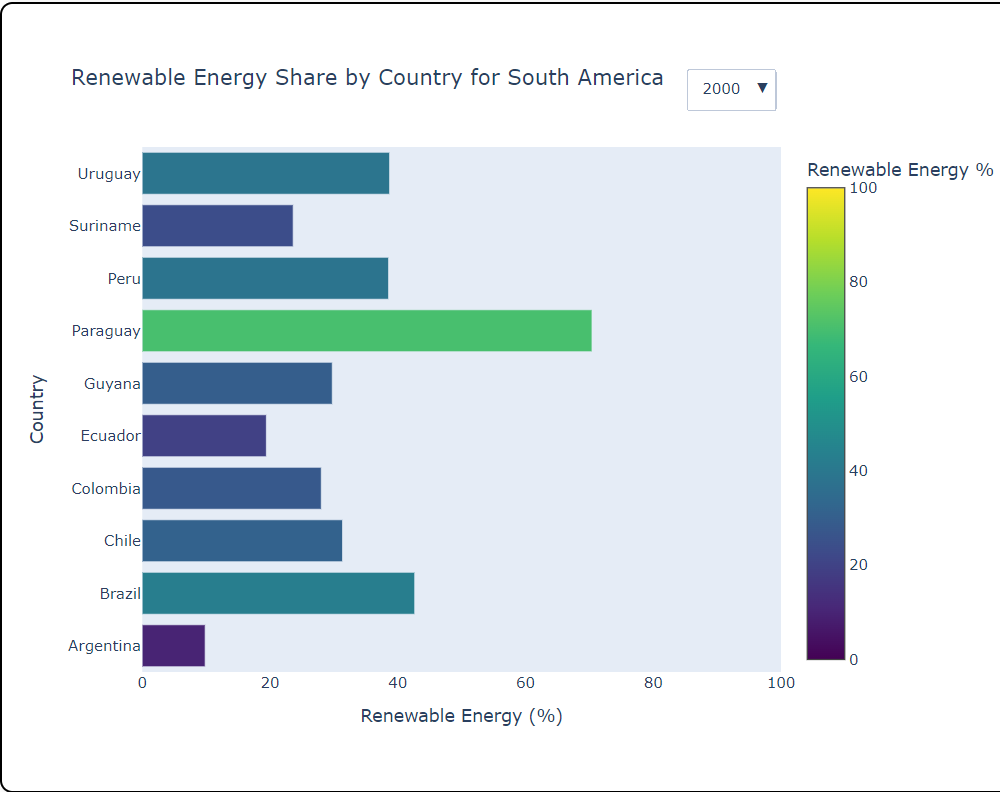 Renewable Energy Share by Country for South America
2000 ▼
Renewable Energy %
100
80
60
40
20
0
Country
Uruguay
Suriname
Peru
Paraguay
Guyana
Ecuador
Colombia
Chile
Brazil
Argentina
0 20 40 60 80 100
Renewable Energy (%)